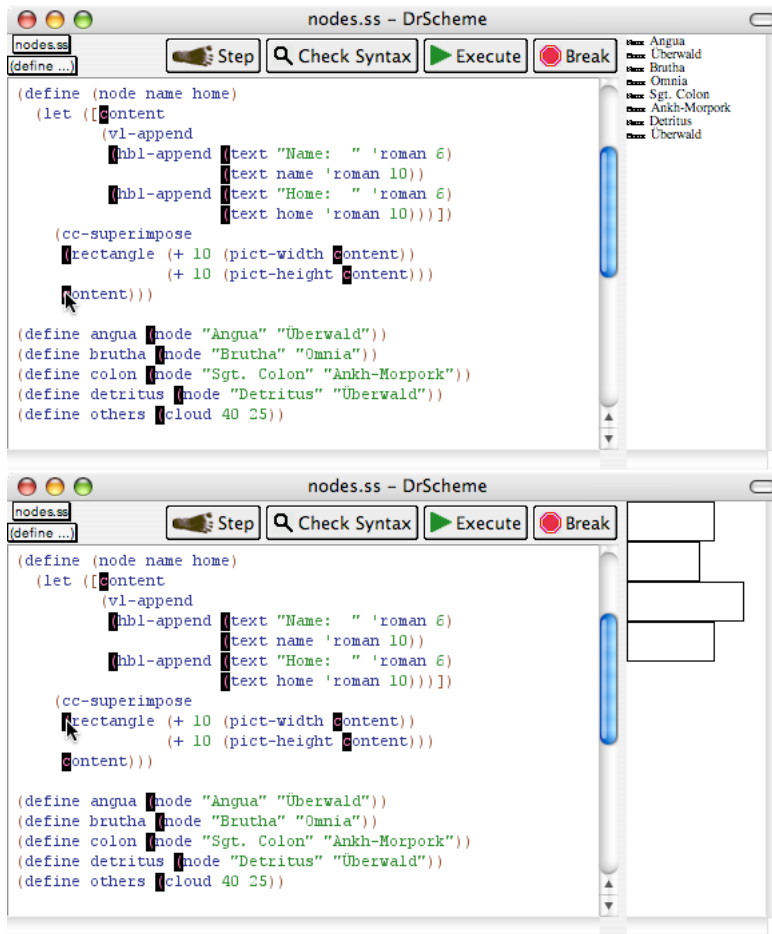 nodes.ss – DrScheme
nodes.ss
(define ...)
Step Check Syntax Execute Break
(define (node name home)
(let ([content
(vl-append
(hbl-append (text "Name:  " 'roman 6)
(text name 'roman 10))
(hbl-append (text "Home:  " 'roman 6)
(text home 'roman 10)))])
(cc-superimpose
(rectangle (+ 10 (pict-width content))
(+ 10 (pict-height content)))
content)))
(define angua (node "Angua" "Überwald"))
(define brutha (node "Brutha" "Omnia"))
(define colon (node "Sgt. Colon" "Ankh-Morpork"))
(define detritus (node "Detritus" "Überwald"))
(define others (cloud 40 25))
Name: Angua
Home: Überwald
Name: Brutha
Home: Omnia
Name: Sgt. Colon
Home: Ankh-Morpork
Name: Detritus
Home: Überwald
nodes.ss – DrScheme
nodes.ss
(define ...)
Step Check Syntax Execute Break
(define (node name home)
(let ([content
(vl-append
(hbl-append (text "Name:  " 'roman 6)
(text name 'roman 10))
(hbl-append (text "Home:  " 'roman 6)
(text home 'roman 10)))])
(cc-superimpose
(rectangle (+ 10 (pict-width content))
(+ 10 (pict-height content)))
content)))
(define angua (node "Angua" "Überwald"))
(define brutha (node "Brutha" "Omnia"))
(define colon (node "Sgt. Colon" "Ankh-Morpork"))
(define detritus (node "Detritus" "Überwald"))
(define others (cloud 40 25))